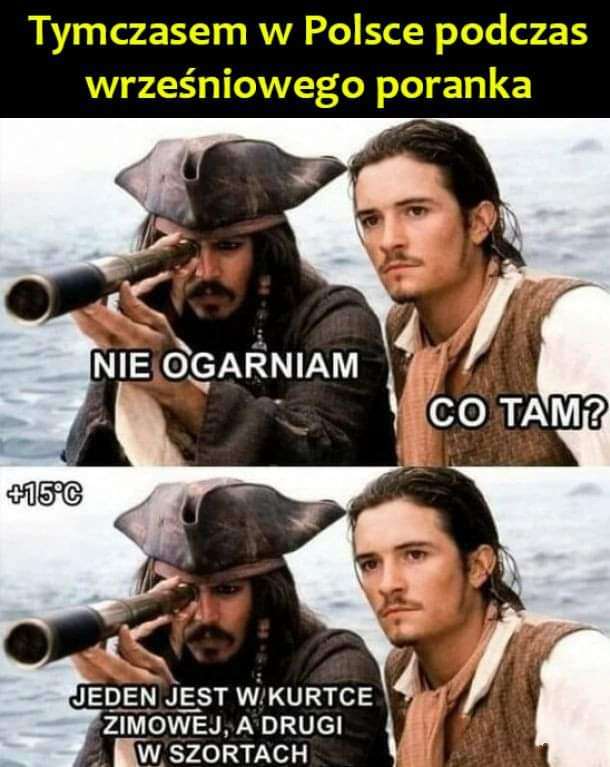 Tymczasem w Polsce podczas
wrześniowego poranka
NIE OGARNIAM
CO TAM?
+15°C
JEDEN JEST W KURTCE
ZIMOWEJ, A DRUGI
W SZORTACH